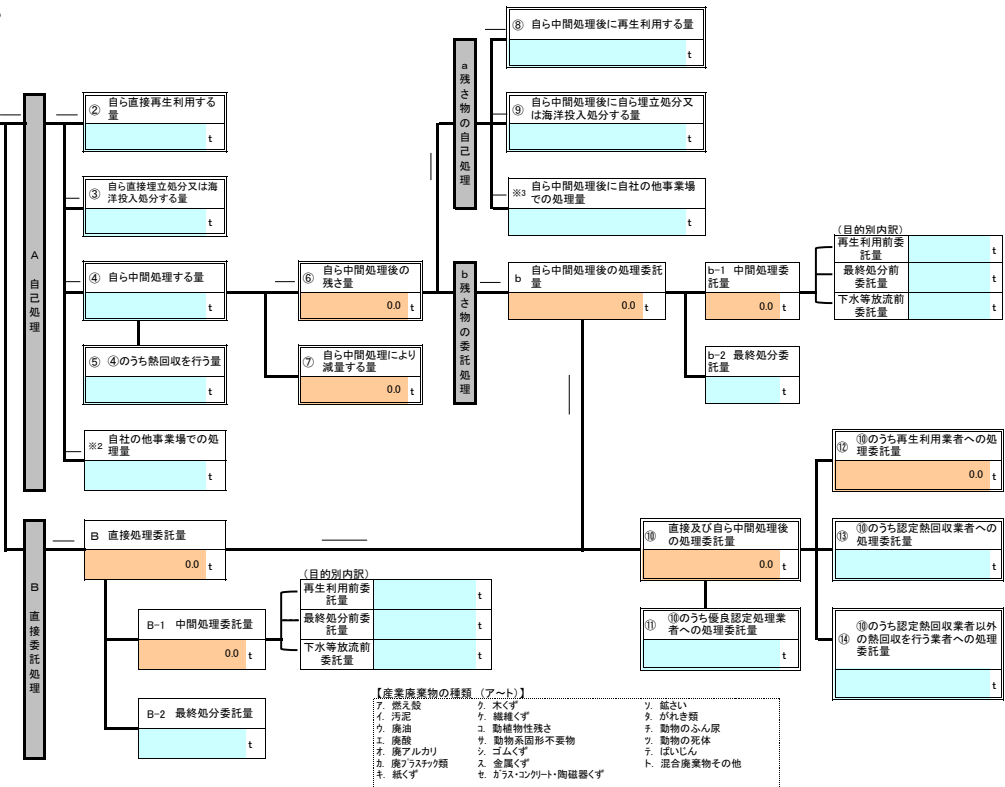 ⑧ 自ら中間処理後に再生利用する量
t
a 残さ物の自己処理
⑨ 自ら中間処理後に自ら埋立処分又
は海洋投入処分する量
t
※3 自ら中間処理後に自社の他事業場
での処理量
t
A 自己処理
② 自ら直接再生利用する
量
t
③ 自ら直接埋立処分又は海
洋投入処分する量
t
④ 自ら中間処理する量
t
⑤ ④のうち熱回収を行う量
t
※2 自社の他事業場での処
理量
t
⑥ 自ら中間処理後の
残さ量
0.0 t
⑦ 自ら中間処理により
減量する量
0.0 t
b 残さ物の委託処理
b 自ら中間処理後の処理委託
量
0.0 t
b-1 中間処理委
託量
0.0 t
b-2 最終処分委
託量
t
(目的別内訳)
再生利用前委
託量
t
最終処分前
委託量
t
下水等放流前
委託量
t
B 直接委託処理
B 直接処理委託量
0.0 t
B-1 中間処理委託量
0.0 t
B-2 最終処分委託量
t
(目的別内訳)
再生利用前委
託量
t
最終処分前委
託量
t
下水等放流前
委託量
t
⑩ 直接及び自ら中間処理後
の処理委託量
0.0 t
⑪ ⑩のうち優良認定処理業
者への処理委託量
t
⑫ ⑩のうち再生利用業者への処
理委託量
0.0 t
⑬ ⑩のうち認定熱回収業者への
処理委託量
t
⑭ ⑩のうち認定熱回収業者以外
の熱回収を行う業者への処理
委託量
t
【産業廃棄物の種類 (ア～ト)】
ア. 燃え殻
イ. 汚泥
ウ. 廃油
エ. 廃酸
オ. 廃アルカリ
カ. 廃プラスチック類
キ. 紙くず
ク. 木くず
ケ. 繊維くず
コ. 動植物性残さ
サ. 動物系固形不要物
シ. ゴムくず
ス. 金属くず
セ. ガラス・コンクリート・陶磁器くず
ソ. 鉱さい
タ. がれき類
チ. 動物のふん尿
ツ. 動物の死体
テ. ばいじん
ト. 混合廃棄物その他